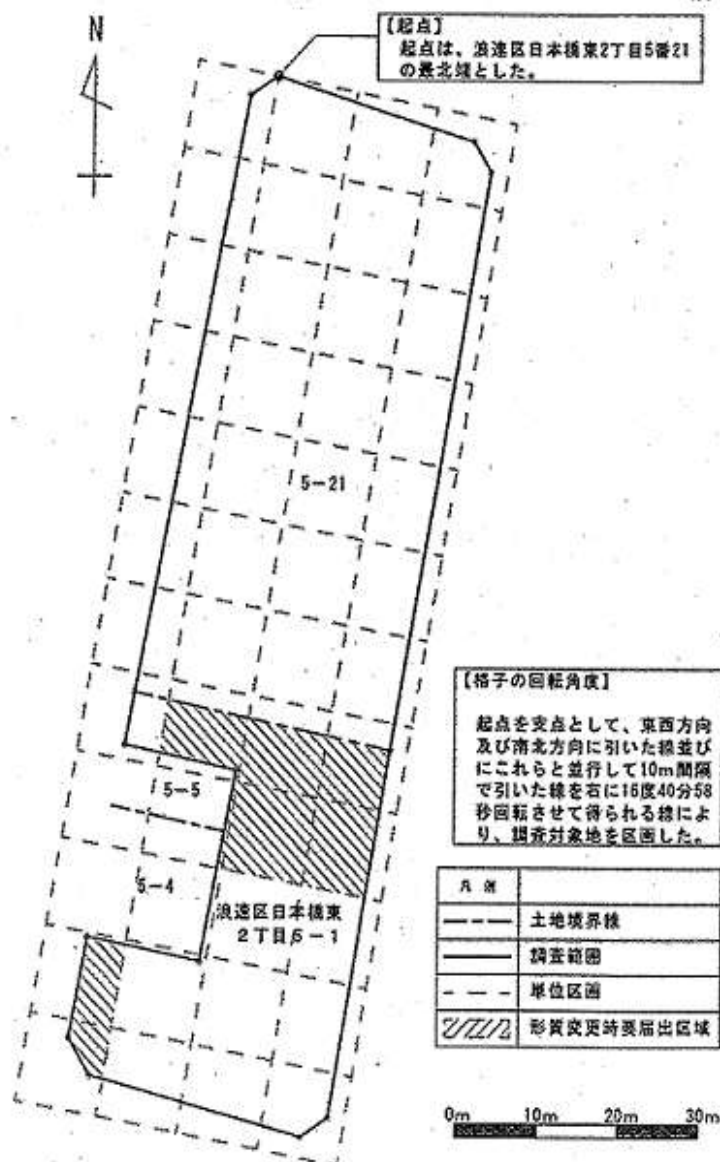 N
【起点】
起点は、浪速区日本橋東2丁目5番21
の最北端とした。
5-21
【格子の回転角度】
起点を支点として、東西方向
及び南北方向に引いた線並び
にこれらと並行して10m間隔
で引いた線を右に16度40分58
秒回転させて得られる線によ
り、調査対象地を区画した。
5-5
5-4
浪速区日本橋東
2丁目5-1
凡例
土地境界線
調査範囲
単位区画
形質変更時要届出区域
0m 10m 20m 30m